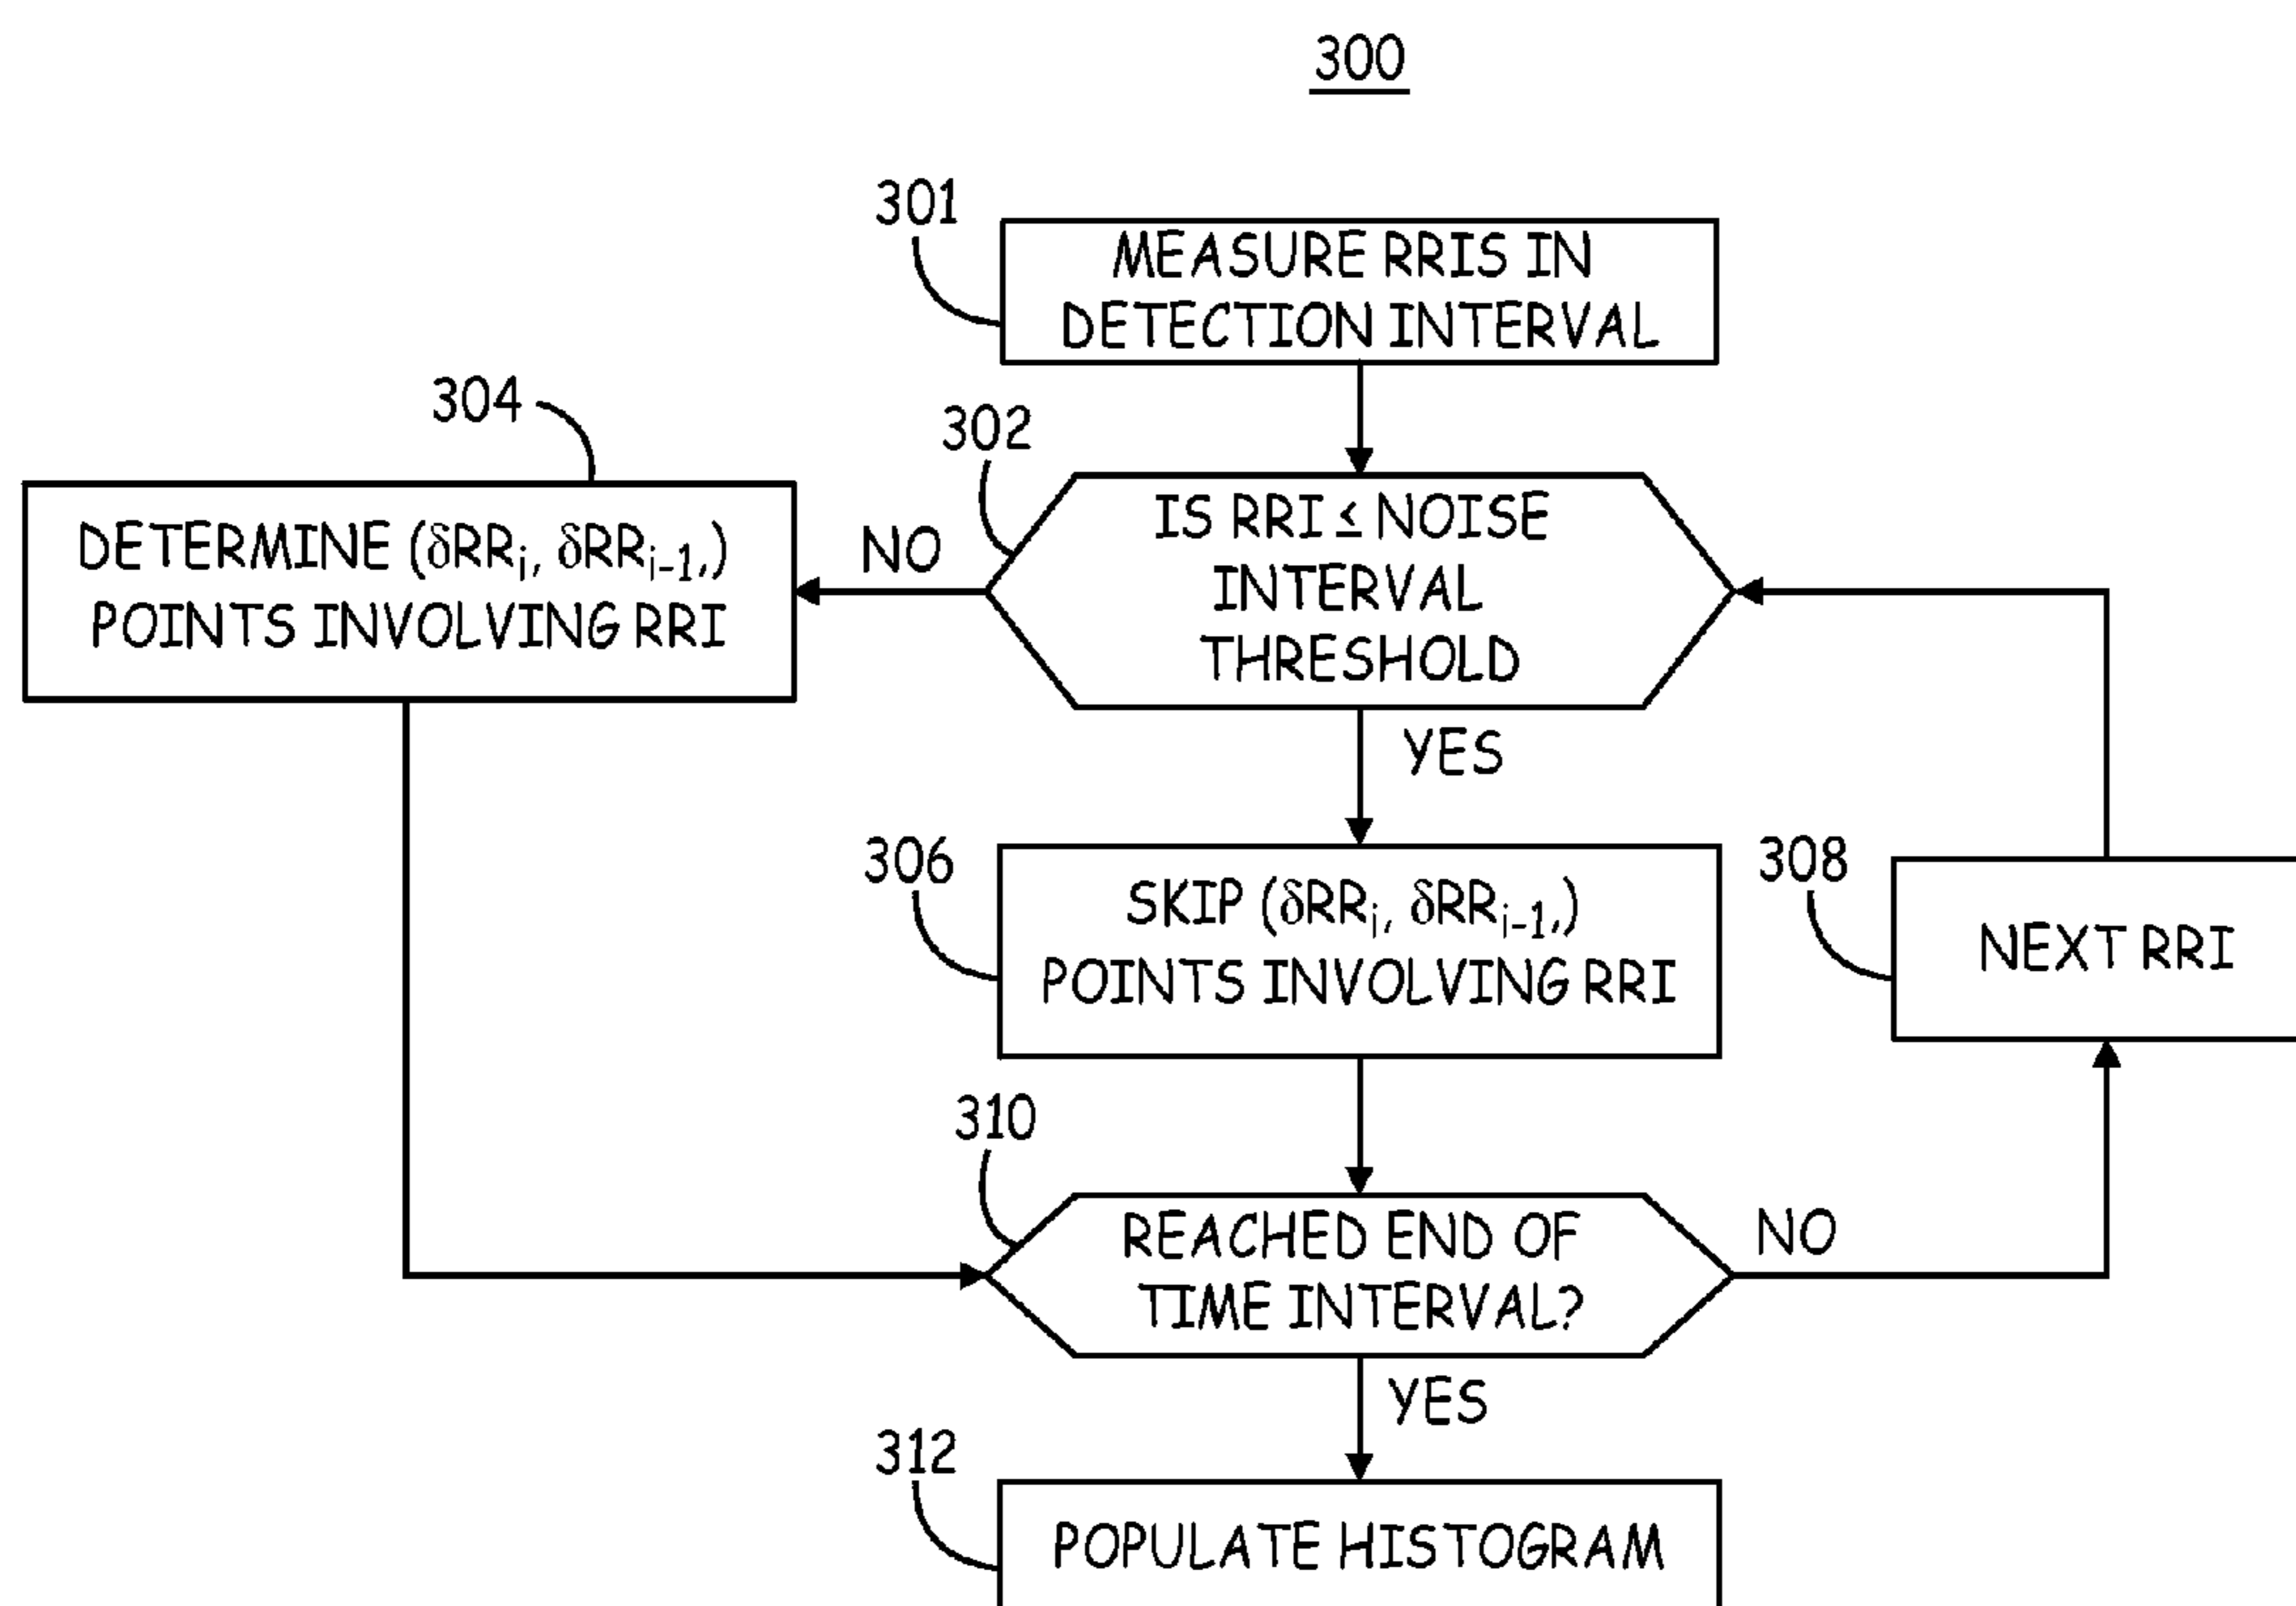 300
301
MEASURE RRIS IN
DETECTION INTERVAL
304
302
DETERMINE (δRRi, δRRi-1,)
POINTS INVOLVING RRI
NO
IS RRI ≤ NOISE
INTERVAL
THRESHOLD
YES
306
SKIP (δRRi, δRRi-1,)
POINTS INVOLVING RRI
308
NEXT RRI
310
REACHED END OF
TIME INTERVAL?
NO
YES
312
POPULATE HISTOGRAM